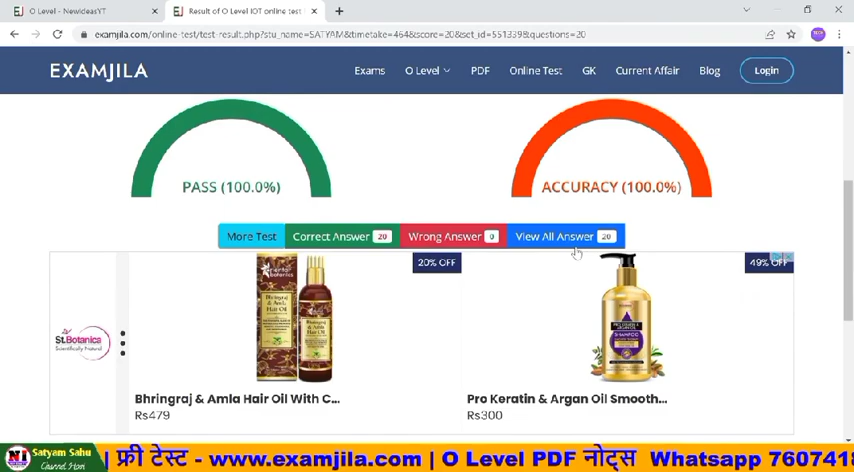 O Level - NewideasYT
Result of O Level IOT online test
examjila.com/online-test/test-result.php?stu_name=SATYAM&timetake=464&score=20&set_id=551339&questions=20
EXAMJILA
Exams
O Level
PDF
Online Test
GK
Current Affair
Blog
Login
PASS (100.0%)
ACCURACY (100.0%)
More Test
Correct Answer 20
Wrong Answer 0
View All Answer 20
20% OFF
49% OFF
St.Botanica
Scientifically Natural
Bhringraj & Amla Hair Oil With C...
Rs479
Pro Keratin & Argan Oil Smooth...
Rs300
Satyam Sahu
| फ्री टेस्ट - www.examjila.com | O Level PDF नोट्स Whatsapp 760741